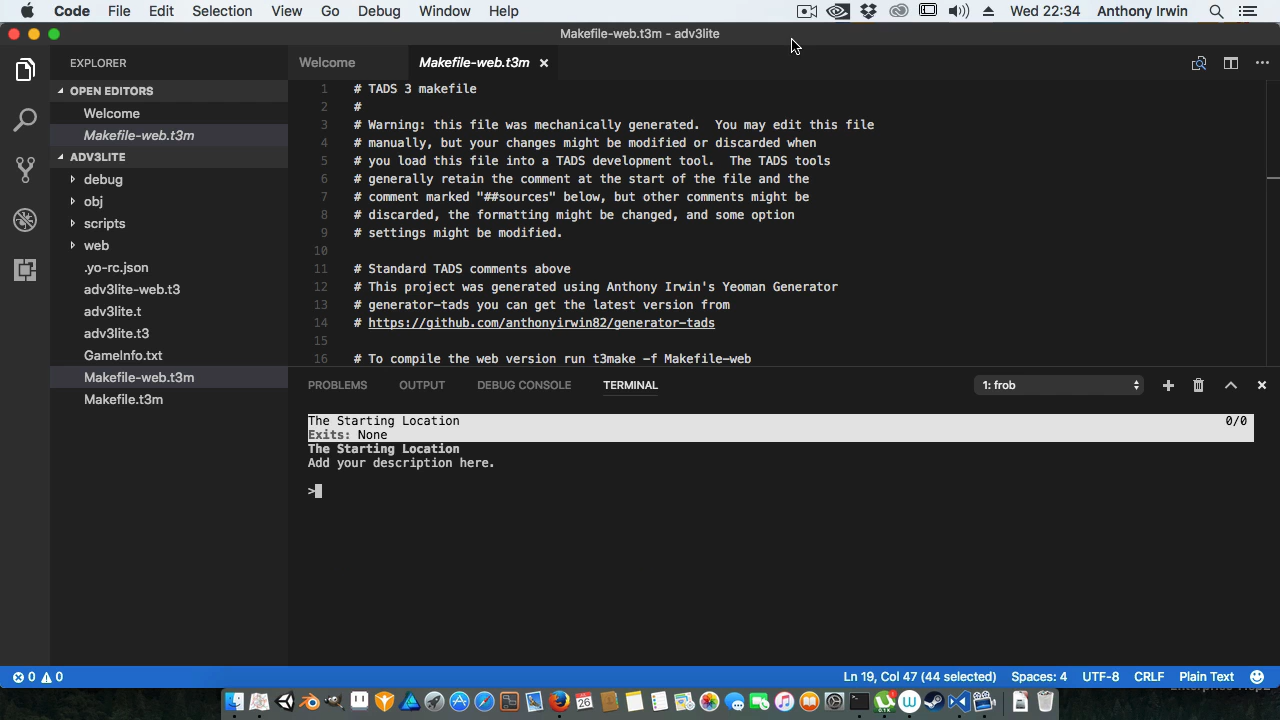 Code File Edit Selection View Go Debug Window Help Wed 22:34 Anthony Irwin
Makefile-web.t3m - adv3lite
EXPLORER
Welcome
Makefile-web.t3m
OPEN EDITORS
Welcome
Makefile-web.t3m
ADV3LITE
debug
obj
scripts
web
.yo-rc.json
adv3lite-web.t3
adv3lite.t
adv3lite.t3
GameInfo.txt
Makefile-web.t3m
Makefile.t3m
1 # TADS 3 makefile
2 #
3 # Warning: this file was mechanically generated.  You may edit this file
4 # manually, but your changes might be modified or discarded when
5 # you load this file into a TADS development tool.  The TADS tools
6 # generally retain the comment at the start of the file and the
7 # comment marked "##sources" below, but other comments might be
8 # discarded, the formatting might be changed, and some option
9 # settings might be modified.
10
11 # Standard TADS comments above
12 # This project was generated using Anthony Irwin's Yeoman Generator
13 # generator-tads you can get the latest version from
14 # https://github.com/anthonyirwin82/generator-tads
15
16 # To compile the web version run t3make -f Makefile-web
PROBLEMS OUTPUT DEBUG CONSOLE TERMINAL 1: frob
The Starting Location 0/0
Exits: None
The Starting Location
Add your description here.
>
0 0 Ln 19, Col 47 (44 selected) Spaces: 4 UTF-8 CRLF Plain Text